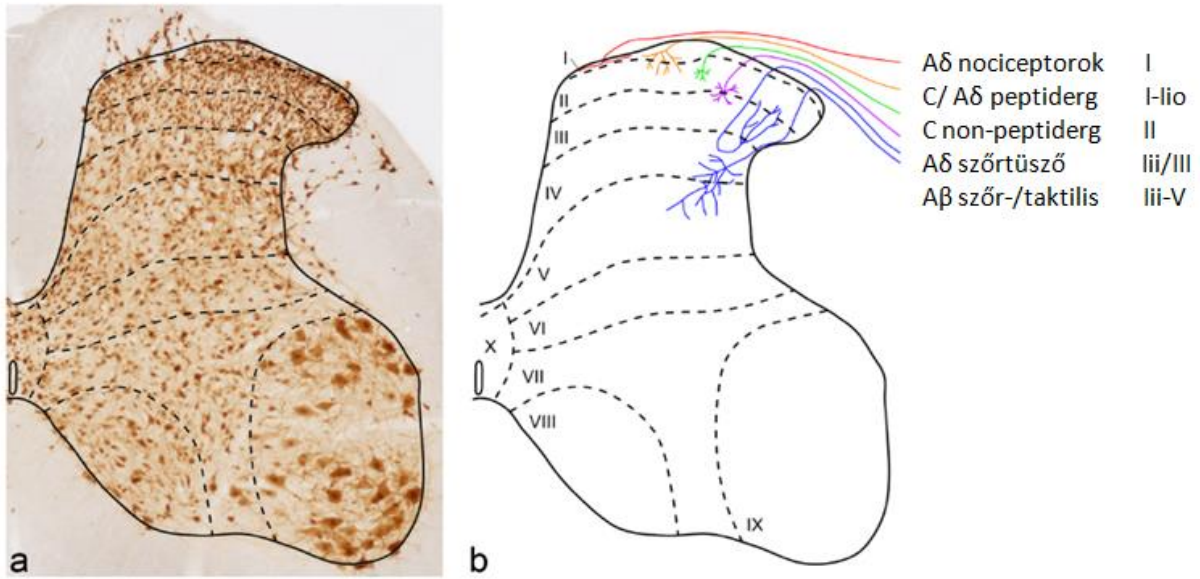 a
I
II
III
IV
V
VI
X
VII
VIII
IX
b
Aδ nociceptorok I
C/ Aδ peptiderg I-IIo
C non-peptiderg II
Aδ szőrtüsző Iii/III
Aβ szőr-/taktilis Iii-V